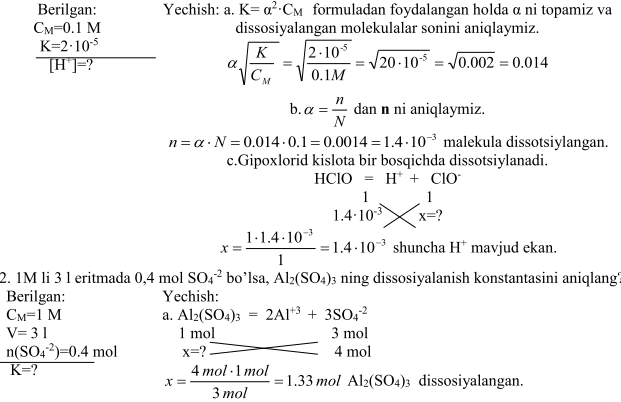 Berilgan:
C_M=0.1 M
K=2·10⁻⁵
[H⁺]=?
Yechish: a. K= α²·C_M formuladan foydalangan holda α ni topamiz va
dissosiyalangan molekulalar sonini aniqlaymiz.
α√(K/C_M) = √(2·10⁻⁵/0.1M) = √(20·10⁻⁵) = √0.002 = 0.014
b. α = n/N dan n ni aniqlaymiz.
n = α · N = 0.014 · 0.1 = 0.0014 = 1.4·10⁻³ malekula dissotsiylangan.
c.Gipoxlorid kislota bir bosqichda dissotsiylanadi.
HClO = H⁺ + ClO⁻
1 1
1.4·10⁻³ x=?
x = (1·1.4·10⁻³)/1 = 1.4·10⁻³ shuncha H⁺ mavjud ekan.
2. 1M li 3 l eritmada 0,4 mol SO₄⁻² bo’lsa, Al₂(SO₄)₃ ning dissosiyalanish konstantasini aniqlang?
Berilgan:
C_M=1 M
V= 3 l
n(SO₄⁻²)=0.4 mol
K=?
Yechish:
a. Al₂(SO₄)₃ = 2Al⁺³ + 3SO₄⁻²
1 mol 3 mol
x=? 4 mol
x = (4 mol ·1 mol)/(3 mol) = 1.33 mol Al₂(SO₄)₃ dissosiyalangan.